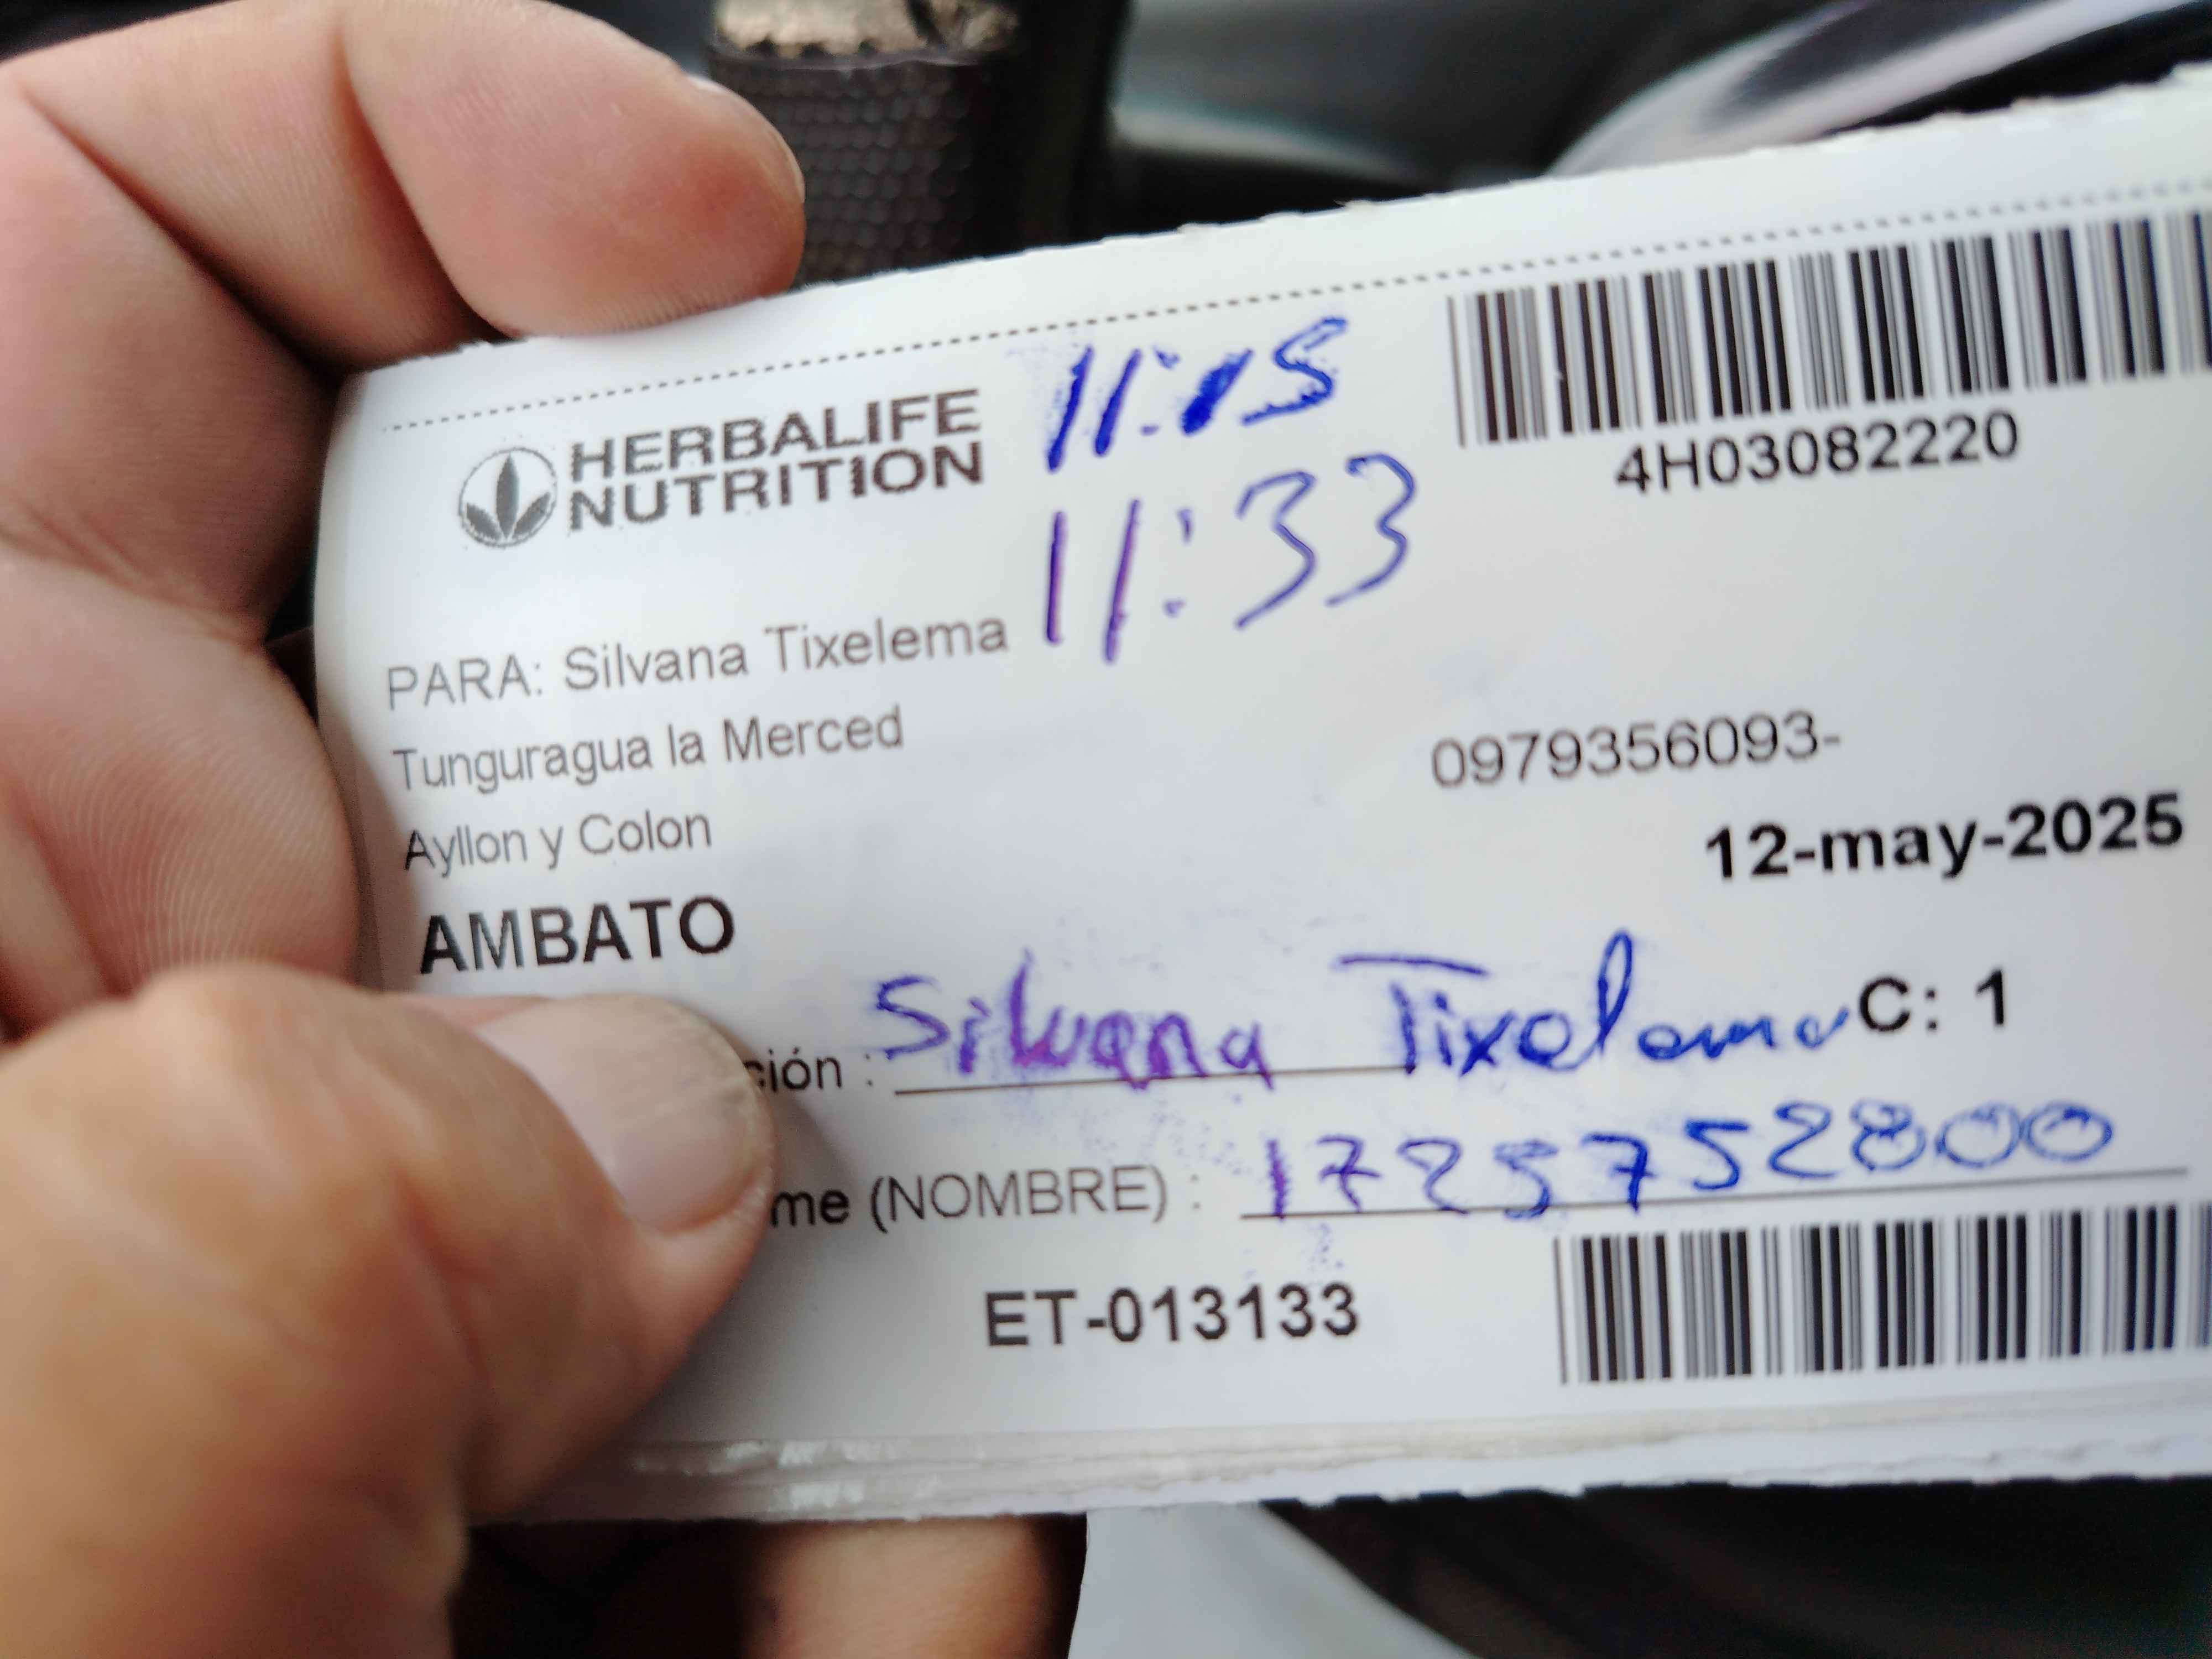 HERBALIFE
NUTRITION
11:15
11:33
4H03082220
PARA: Silvana Tixelema
Tunguragua la Merced
0979356093-
Ayllon y Colon
12-may-2025
AMBATO
C: 1
ción : Silvana Tixelema
me (NOMBRE) : 1725752800
ET-013133